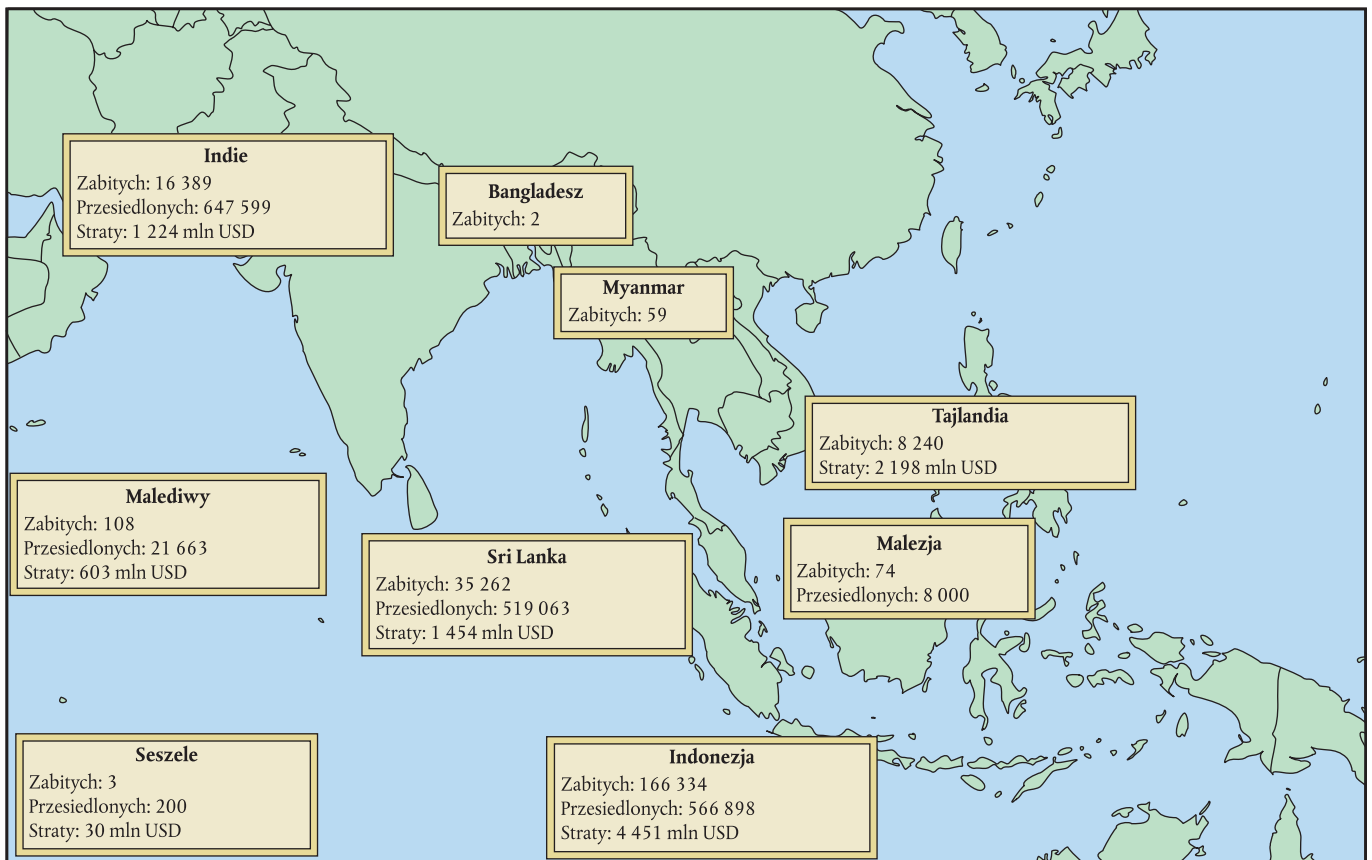 Indie
Zabitych: 16 389
Przesiedlonych: 647 599
Straty: 1 224 mln USD
Bangladesz
Zabitych: 2
Myanmar
Zabitych: 59
Tajlandia
Zabitych: 8 240
Straty: 2 198 mln USD
Malediwy
Zabitych: 108
Przesiedlonych: 21 663
Straty: 603 mln USD
Sri Lanka
Zabitych: 35 262
Przesiedlonych: 519 063
Straty: 1 454 mln USD
Malezja
Zabitych: 74
Przesiedlonych: 8 000
Seszele
Zabitych: 3
Przesiedlonych: 200
Straty: 30 mln USD
Indonezja
Zabitych: 166 334
Przesiedlonych: 566 898
Straty: 4 451 mln USD